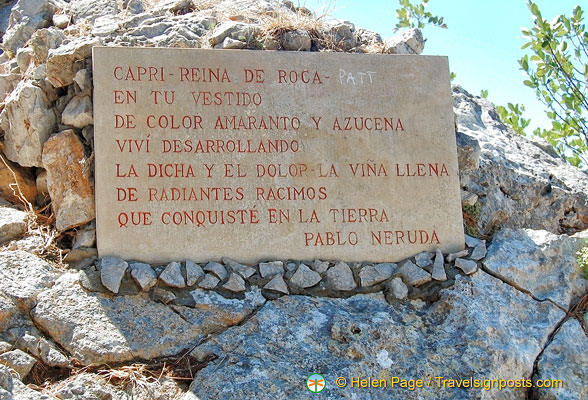 CAPRI - REINA DE ROCA - PATT
EN TU VESTIDO
DE COLOR AMARANTO Y AZUCENA
VIVÍ DESARROLLANDO
LA DICHA Y EL DOLOR - LA VIÑA LLENA
DE RADIANTES RACIMOS
QUE CONQUISTÉ EN LA TIERRA
PABLO NERUDA
© Helen Page / Travelsignposts.com